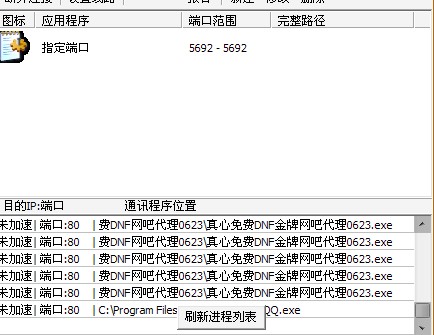 图标 应用程序 端口范围 完整路径
指定端口 5692 - 5692
目的IP:端口 通讯程序位置
未加速| 端口:80 | 费DNF网吧代理0623\真心免费DNF金牌网吧代理0623.exe
未加速| 端口:80 | 费DNF网吧代理0623\真心免费DNF金牌网吧代理0623.exe
未加速| 端口:80 | 费DNF网吧代理0623\真心免费DNF金牌网吧代理0623.exe
未加速| 端口:80 | 费DNF网吧代理0623\真心免费DNF金牌网吧代理0623.exe
未加速| 端口:80 | 费DNF网吧代理0623\真心免费DNF金牌网吧代理0623.exe
未加速| 端口:80 | C:\Program Files QQ.exe
刷新进程列表